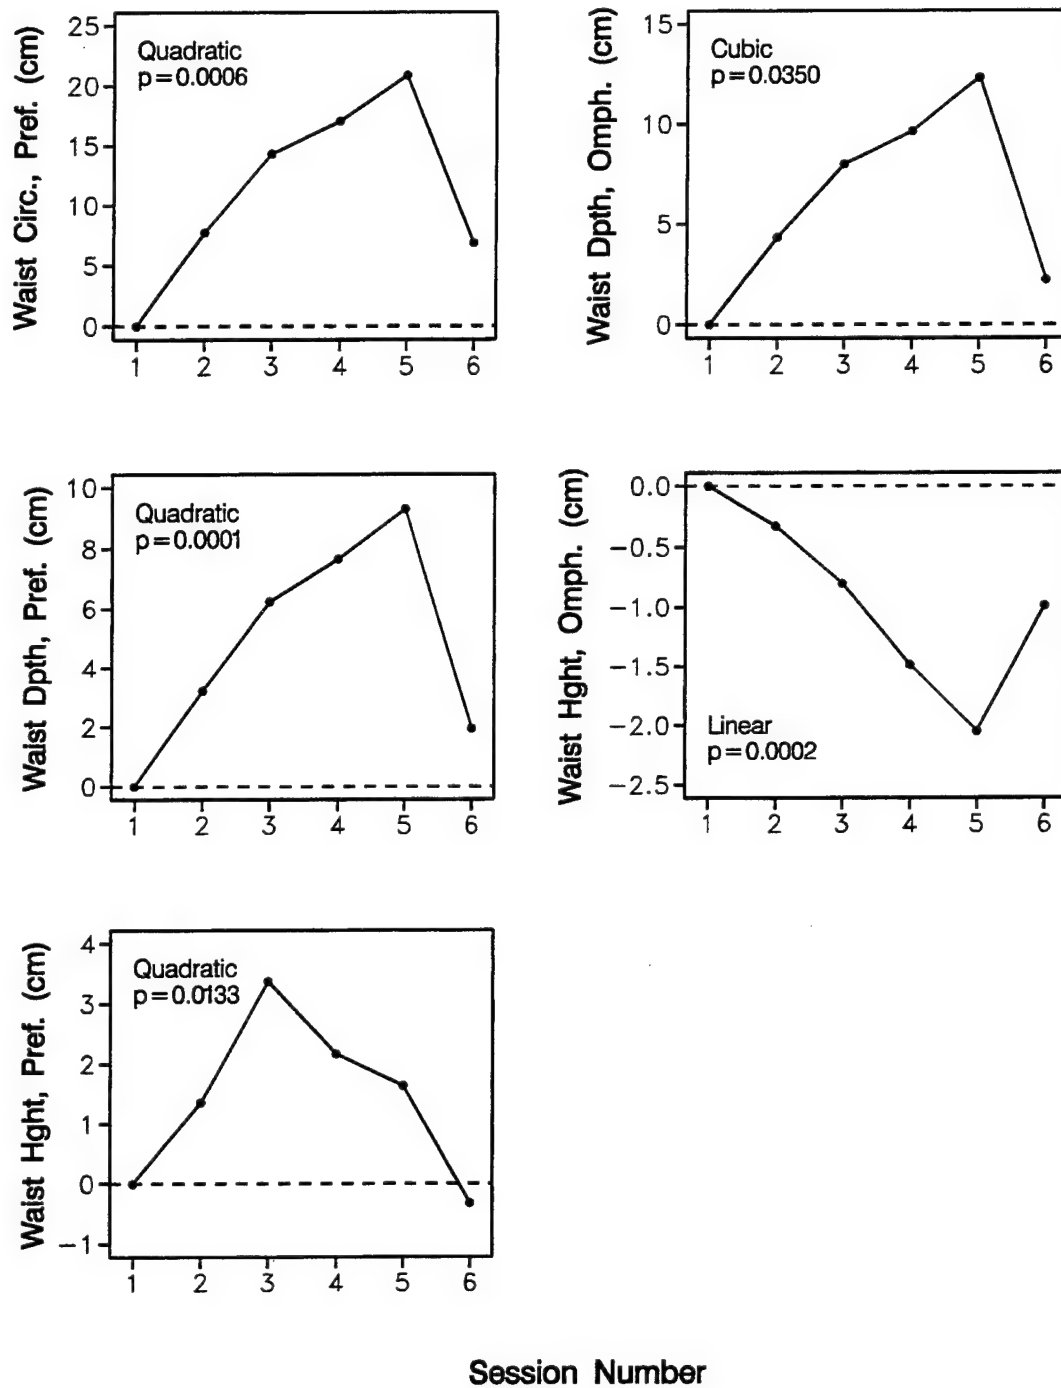 Waist Circ., Pref. (cm)
25
20
15
10
5
0
Quadratic
p=0.0006
1 2 3 4 5 6
Waist Dpth, Omph. (cm)
15
10
5
0
Cubic
p=0.0350
1 2 3 4 5 6
Waist Dpth, Pref. (cm)
10
8
6
4
2
0
Quadratic
p=0.0001
1 2 3 4 5 6
Waist Hght, Omph. (cm)
0.0
−0.5
−1.0
−1.5
−2.0
−2.5
Linear
p=0.0002
1 2 3 4 5 6
Waist Hght, Pref. (cm)
4
3
2
1
0
−1
Quadratic
p=0.0133
1 2 3 4 5 6
Session Number